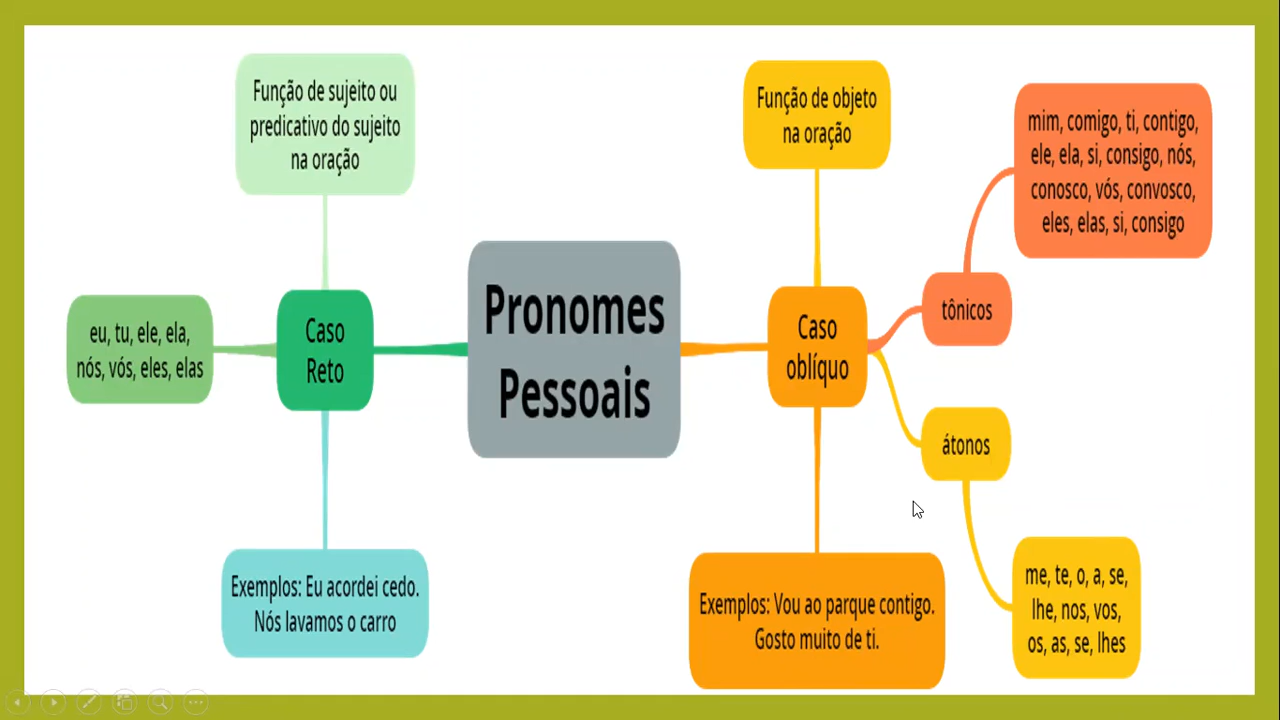 Pronomes
Pessoais
Caso
Reto
Função de sujeito ou
predicativo do sujeito
na oração
eu, tu, ele, ela,
nós, vós, eles, elas
Exemplos: Eu acordei cedo.
Nós lavamos o carro
Caso
oblíquo
Função de objeto
na oração
tônicos
mim, comigo, ti, contigo,
ele, ela, si, consigo, nós,
conosco, vós, convosco,
eles, elas, si, consigo
átonos
me, te, o, a, se,
lhe, nos, vos,
os, as, se, lhes
Exemplos: Vou ao parque contigo.
Gosto muito de ti.